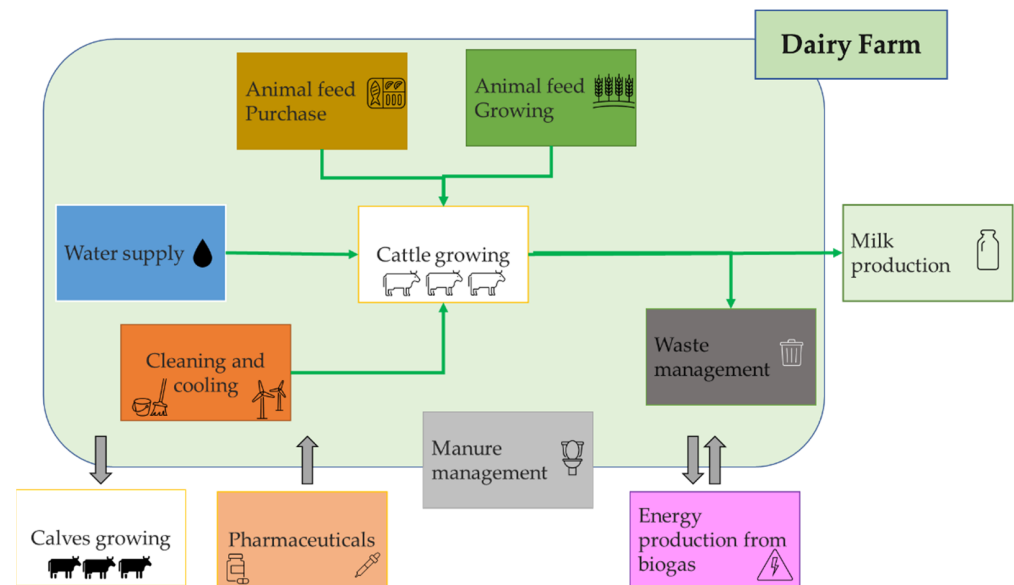 Dairy Farm
Animal feed
Purchase
Animal feed
Growing
Water supply
Cattle growing
Milk
production
Cleaning and
cooling
Waste
management
Manure
management
Calves growing
Pharmaceuticals
Energy
production from
biogas